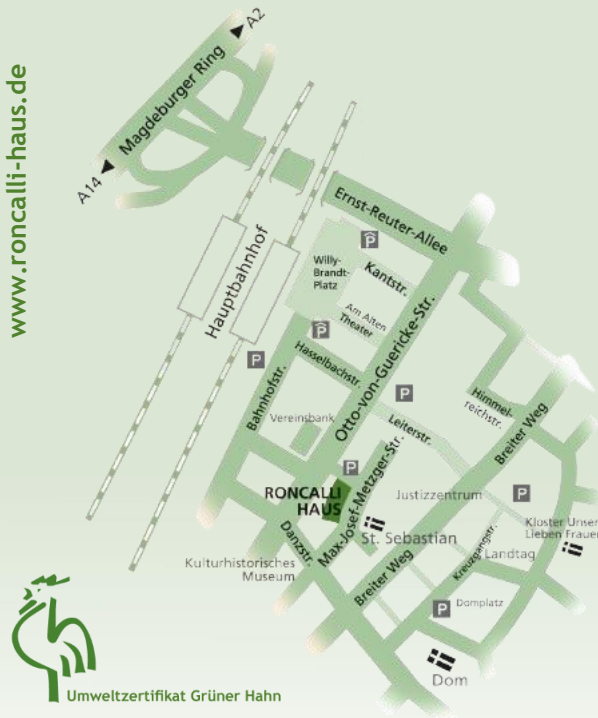 www.roncalli-haus.de
A2
Magdeburger Ring
A14
Hauptbahnhof
Ernst-Reuter-Allee
P
Willy-
Brandt-
Platz
Kantstr.
Am Alten
Theater
P
Otto-von-Guericke-Str.
P
Hasselbachstr.
Bahnhofstr.
P
Himmel-
reichstr.
Breiter Weg
Vereinsbank
Leiterstr.
P
RONCALLI
HAUS
Max-Josef-Metzger-Str.
Justizzentrum
P
St. Sebastian
Kloster Unser
Lieben Frauen
Danzstr.
Kreuzgangstr.
Landtag
Kulturhistorisches
Museum
Breiter Weg
P
Domplatz
Dom
Umweltzertifikat Grüner Hahn